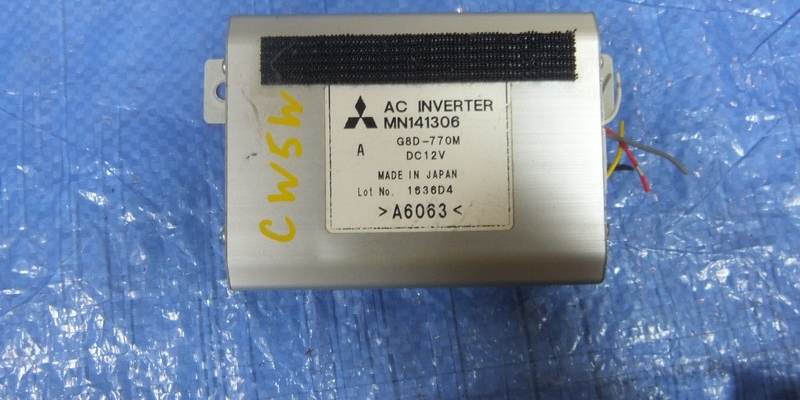 AC INVERTER
MN141306
A
G8D-770M
DC12V
MADE IN JAPAN
Lot No. 1636D4
>A6063<
CW5W